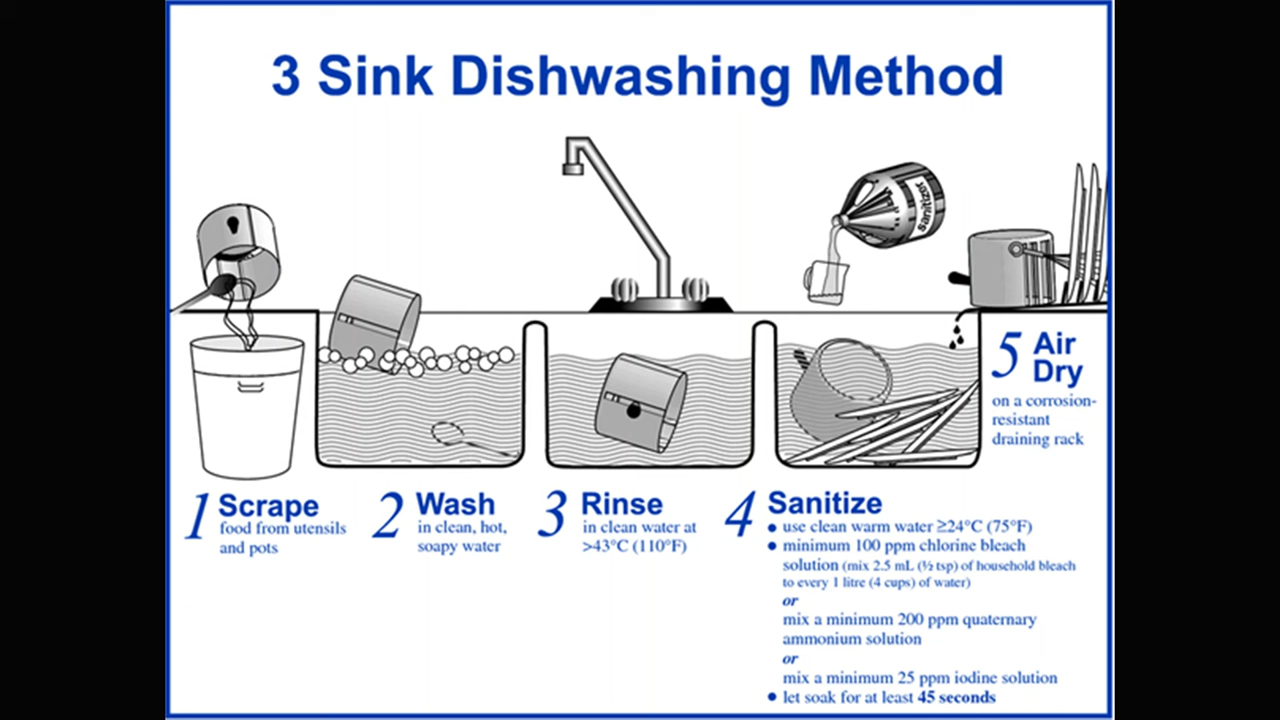 3 Sink Dishwashing Method
Sanitizer
5 Air
Dry
on a corrosion-
resistant
draining rack
1 Scrape
food from utensils
and pots
2 Wash
in clean, hot,
soapy water
3 Rinse
in clean water at
>43°C (110°F)
4 Sanitize
• use clean warm water ≥24°C (75°F)
• minimum 100 ppm chlorine bleach
solution (mix 2.5 mL (½ tsp) of household bleach
to every 1 litre (4 cups) of water)
or
mix a minimum 200 ppm quaternary
ammonium solution
or
mix a minimum 25 ppm iodine solution
• let soak for at least 45 seconds